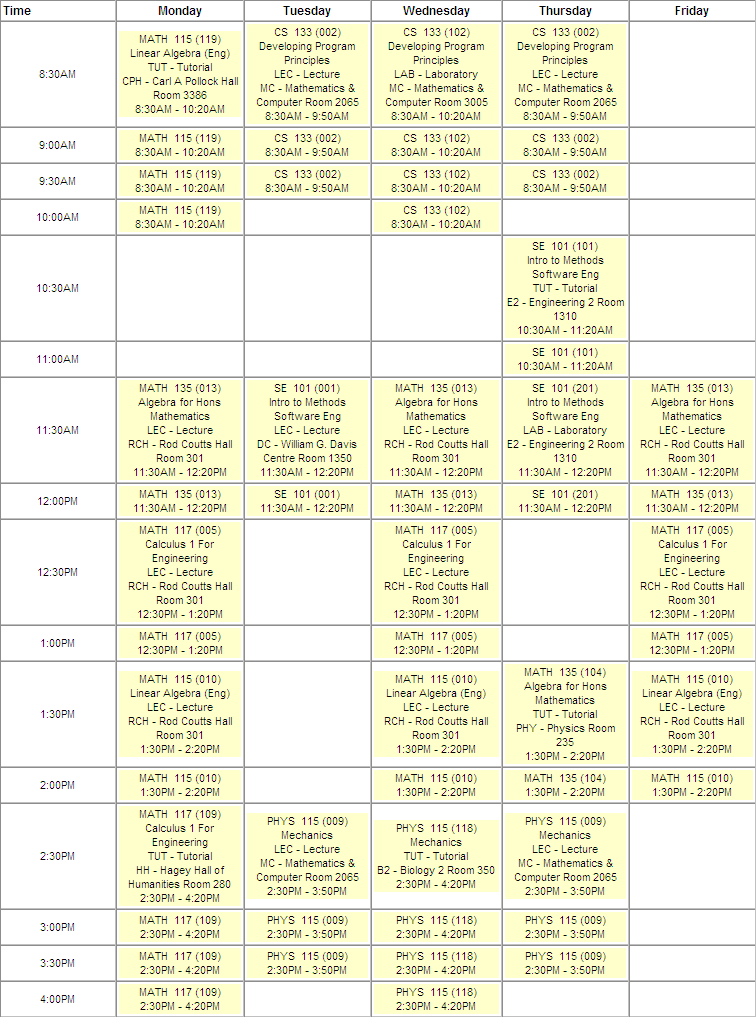 Time Monday Tuesday Wednesday Thursday Friday
8:30AM
MATH 115 (119)
Linear Algebra (Eng)
TUT - Tutorial
CPH - Carl A Pollock Hall
Room 3386
8:30AM - 10:20AM
CS 133 (002)
Developing Program
Principles
LEC - Lecture
MC - Mathematics &
Computer Room 2065
8:30AM - 9:50AM
CS 133 (102)
Developing Program
Principles
LAB - Laboratory
MC - Mathematics &
Computer Room 3005
8:30AM - 10:20AM
CS 133 (002)
Developing Program
Principles
LEC - Lecture
MC - Mathematics &
Computer Room 2065
8:30AM - 9:50AM
9:00AM
MATH 115 (119)
8:30AM - 10:20AM
CS 133 (002)
8:30AM - 9:50AM
CS 133 (102)
8:30AM - 10:20AM
CS 133 (002)
8:30AM - 9:50AM
9:30AM
MATH 115 (119)
8:30AM - 10:20AM
CS 133 (002)
8:30AM - 9:50AM
CS 133 (102)
8:30AM - 10:20AM
CS 133 (002)
8:30AM - 9:50AM
10:00AM
MATH 115 (119)
8:30AM - 10:20AM
CS 133 (102)
8:30AM - 10:20AM
10:30AM
SE 101 (101)
Intro to Methods
Software Eng
TUT - Tutorial
E2 - Engineering 2 Room
1310
10:30AM - 11:20AM
11:00AM
SE 101 (101)
10:30AM - 11:20AM
11:30AM
MATH 135 (013)
Algebra for Hons
Mathematics
LEC - Lecture
RCH - Rod Coutts Hall
Room 301
11:30AM - 12:20PM
SE 101 (001)
Intro to Methods
Software Eng
LEC - Lecture
DC - William G. Davis
Centre Room 1350
11:30AM - 12:20PM
MATH 135 (013)
Algebra for Hons
Mathematics
LEC - Lecture
RCH - Rod Coutts Hall
Room 301
11:30AM - 12:20PM
SE 101 (201)
Intro to Methods
Software Eng
LAB - Laboratory
E2 - Engineering 2 Room
1310
11:30AM - 12:20PM
MATH 135 (013)
Algebra for Hons
Mathematics
LEC - Lecture
RCH - Rod Coutts Hall
Room 301
11:30AM - 12:20PM
12:00PM
MATH 135 (013)
11:30AM - 12:20PM
SE 101 (001)
11:30AM - 12:20PM
MATH 135 (013)
11:30AM - 12:20PM
SE 101 (201)
11:30AM - 12:20PM
MATH 135 (013)
11:30AM - 12:20PM
12:30PM
MATH 117 (005)
Calculus 1 For
Engineering
LEC - Lecture
RCH - Rod Coutts Hall
Room 301
12:30PM - 1:20PM
MATH 117 (005)
Calculus 1 For
Engineering
LEC - Lecture
RCH - Rod Coutts Hall
Room 301
12:30PM - 1:20PM
MATH 117 (005)
Calculus 1 For
Engineering
LEC - Lecture
RCH - Rod Coutts Hall
Room 301
12:30PM - 1:20PM
1:00PM
MATH 117 (005)
12:30PM - 1:20PM
MATH 117 (005)
12:30PM - 1:20PM
MATH 117 (005)
12:30PM - 1:20PM
1:30PM
MATH 115 (010)
Linear Algebra (Eng)
LEC - Lecture
RCH - Rod Coutts Hall
Room 301
1:30PM - 2:20PM
MATH 115 (010)
Linear Algebra (Eng)
LEC - Lecture
RCH - Rod Coutts Hall
Room 301
1:30PM - 2:20PM
MATH 135 (104)
Algebra for Hons
Mathematics
TUT - Tutorial
PHY - Physics Room
235
1:30PM - 2:20PM
MATH 115 (010)
Linear Algebra (Eng)
LEC - Lecture
RCH - Rod Coutts Hall
Room 301
1:30PM - 2:20PM
2:00PM
MATH 115 (010)
1:30PM - 2:20PM
MATH 115 (010)
1:30PM - 2:20PM
MATH 135 (104)
1:30PM - 2:20PM
MATH 115 (010)
1:30PM - 2:20PM
2:30PM
MATH 117 (109)
Calculus 1 For
Engineering
TUT - Tutorial
HH - Hagey Hall of
Humanities Room 280
2:30PM - 4:20PM
PHYS 115 (009)
Mechanics
LEC - Lecture
MC - Mathematics &
Computer Room 2065
2:30PM - 3:50PM
PHYS 115 (118)
Mechanics
TUT - Tutorial
B2 - Biology 2 Room 350
2:30PM - 4:20PM
PHYS 115 (009)
Mechanics
LEC - Lecture
MC - Mathematics &
Computer Room 2065
2:30PM - 3:50PM
3:00PM
MATH 117 (109)
2:30PM - 4:20PM
PHYS 115 (009)
2:30PM - 3:50PM
PHYS 115 (118)
2:30PM - 4:20PM
PHYS 115 (009)
2:30PM - 3:50PM
3:30PM
MATH 117 (109)
2:30PM - 4:20PM
PHYS 115 (009)
2:30PM - 3:50PM
PHYS 115 (118)
2:30PM - 4:20PM
PHYS 115 (009)
2:30PM - 3:50PM
4:00PM
MATH 117 (109)
2:30PM - 4:20PM
PHYS 115 (118)
2:30PM - 4:20PM